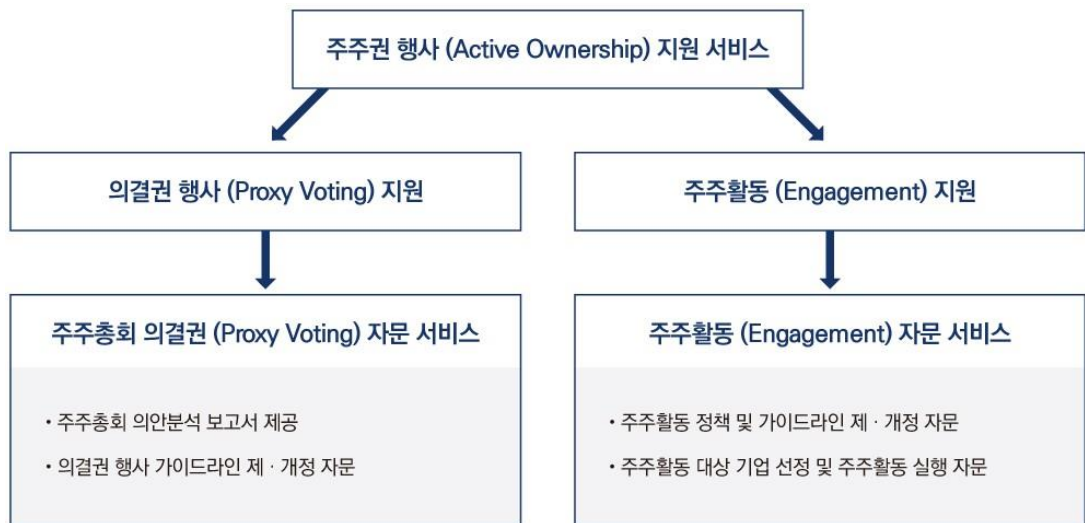 주주권 행사 (Active Ownership) 지원 서비스
의결권 행사 (Proxy Voting) 지원
주주활동 (Engagement) 지원
주주총회 의결권 (Proxy Voting) 자문 서비스
• 주주총회 의안분석 보고서 제공
• 의결권 행사 가이드라인 제 · 개정 자문
주주활동 (Engagement) 자문 서비스
• 주주활동 정책 및 가이드라인 제 · 개정 자문
• 주주활동 대상 기업 선정 및 주주활동 실행 자문